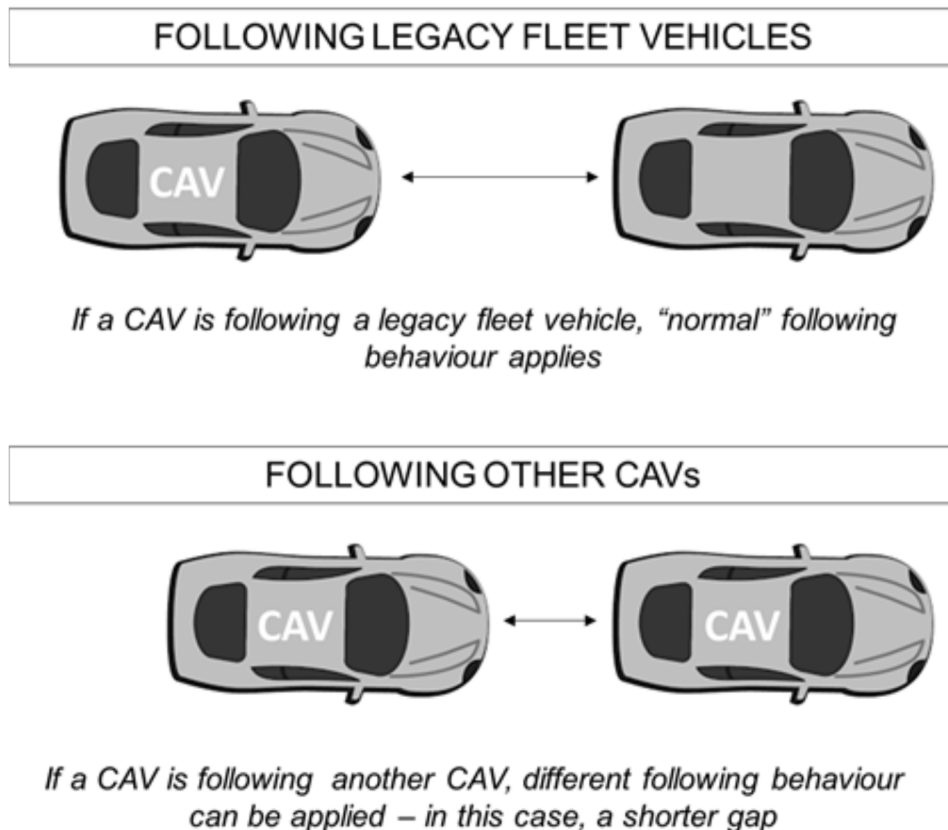 FOLLOWING LEGACY FLEET VEHICLES
CAV
If a CAV is following a legacy fleet vehicle, “normal” following
behaviour applies
FOLLOWING OTHER CAVs
CAV
CAV
If a CAV is following another CAV, different following behaviour
can be applied – in this case, a shorter gap